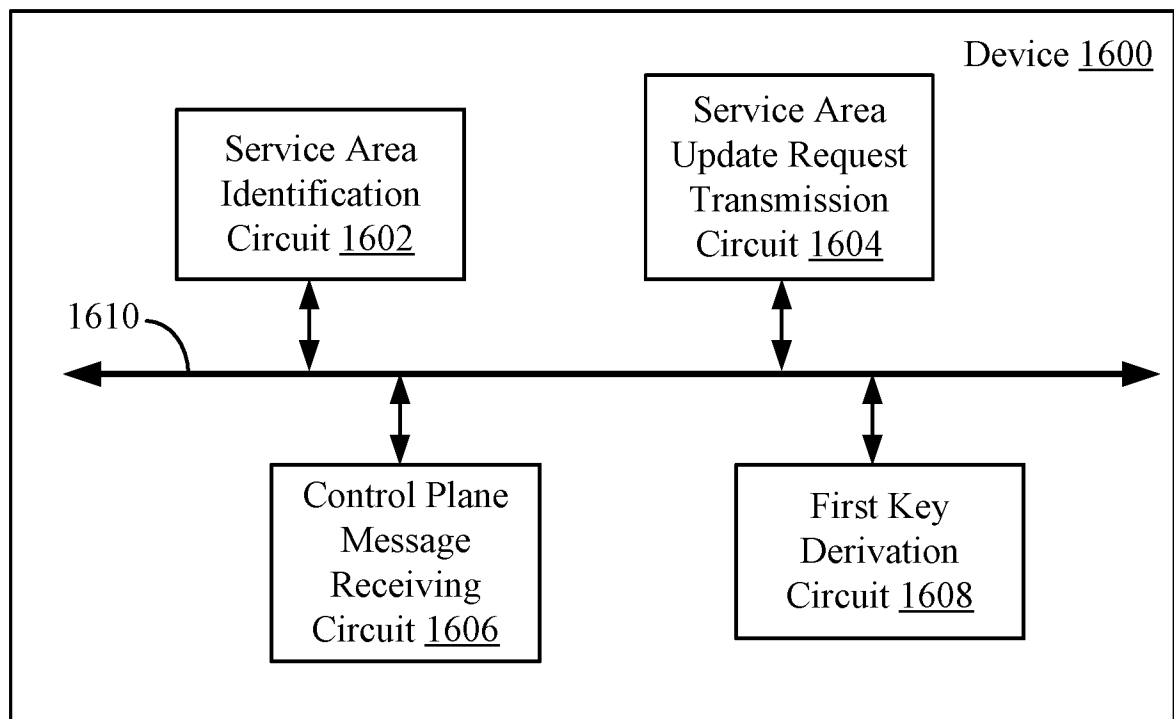 Device 1600
Service Area
Identification
Circuit 1602
Service Area
Update Request
Transmission
Circuit 1604
1610
Control Plane
Message
Receiving
Circuit 1606
First Key
Derivation
Circuit 1608